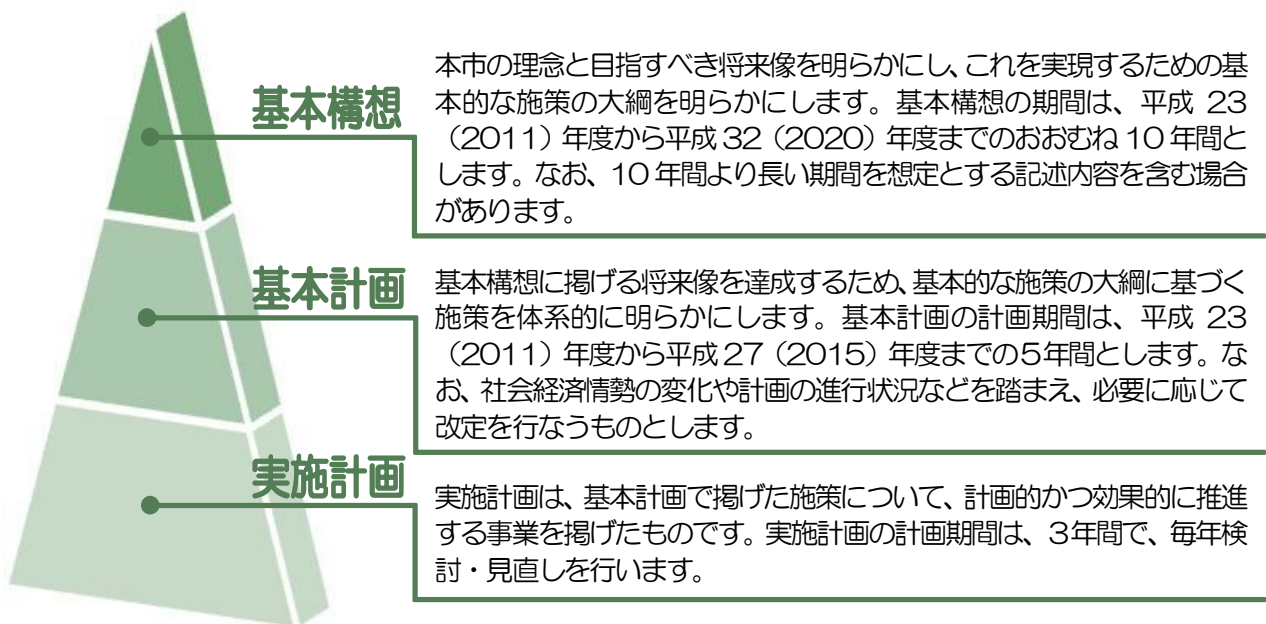 基本構想
本市の理念と目指すべき将来像を明らかにし、これを実現するための基
本的な施策の大綱を明らかにします。基本構想の期間は、平成 23
（2011）年度から平成 32（2020）年度までのおおむね 10 年間と
します。なお、10 年間より長い期間を想定とする記述内容を含む場合
があります。
基本計画
基本構想に掲げる将来像を達成するため、基本的な施策の大綱に基づく
施策を体系的に明らかにします。基本計画の計画期間は、平成 23
（2011）年度から平成 27（2015）年度までの５年間とします。な
お、社会経済情勢の変化や計画の進行状況などを踏まえ、必要に応じて
改定を行なうものとします。
実施計画
実施計画は、基本計画で掲げた施策について、計画的かつ効果的に推進
する事業を掲げたものです。実施計画の計画期間は、３年間で、毎年検
討・見直しを行います。